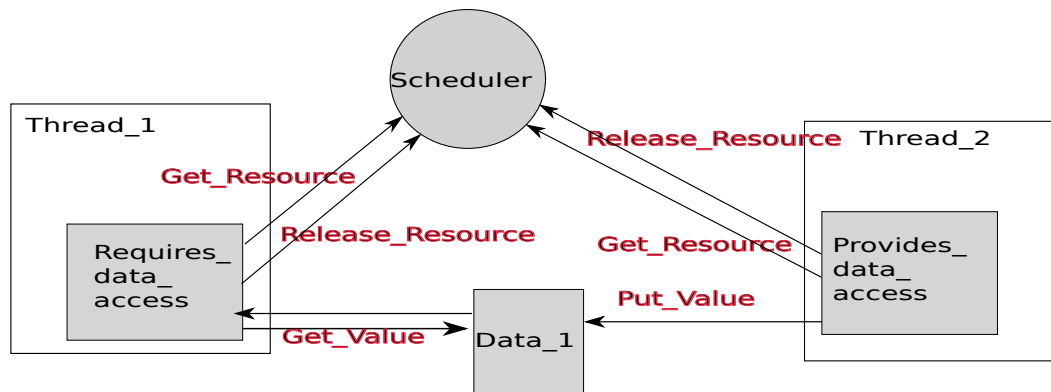 Scheduler
Thread_1
Release_Resource
Thread_2
Get_Resource
Release_Resource
Get_Resource
Requires_
data_
access
Provides_
data_
access
Put_Value
Get_Value
Data_1